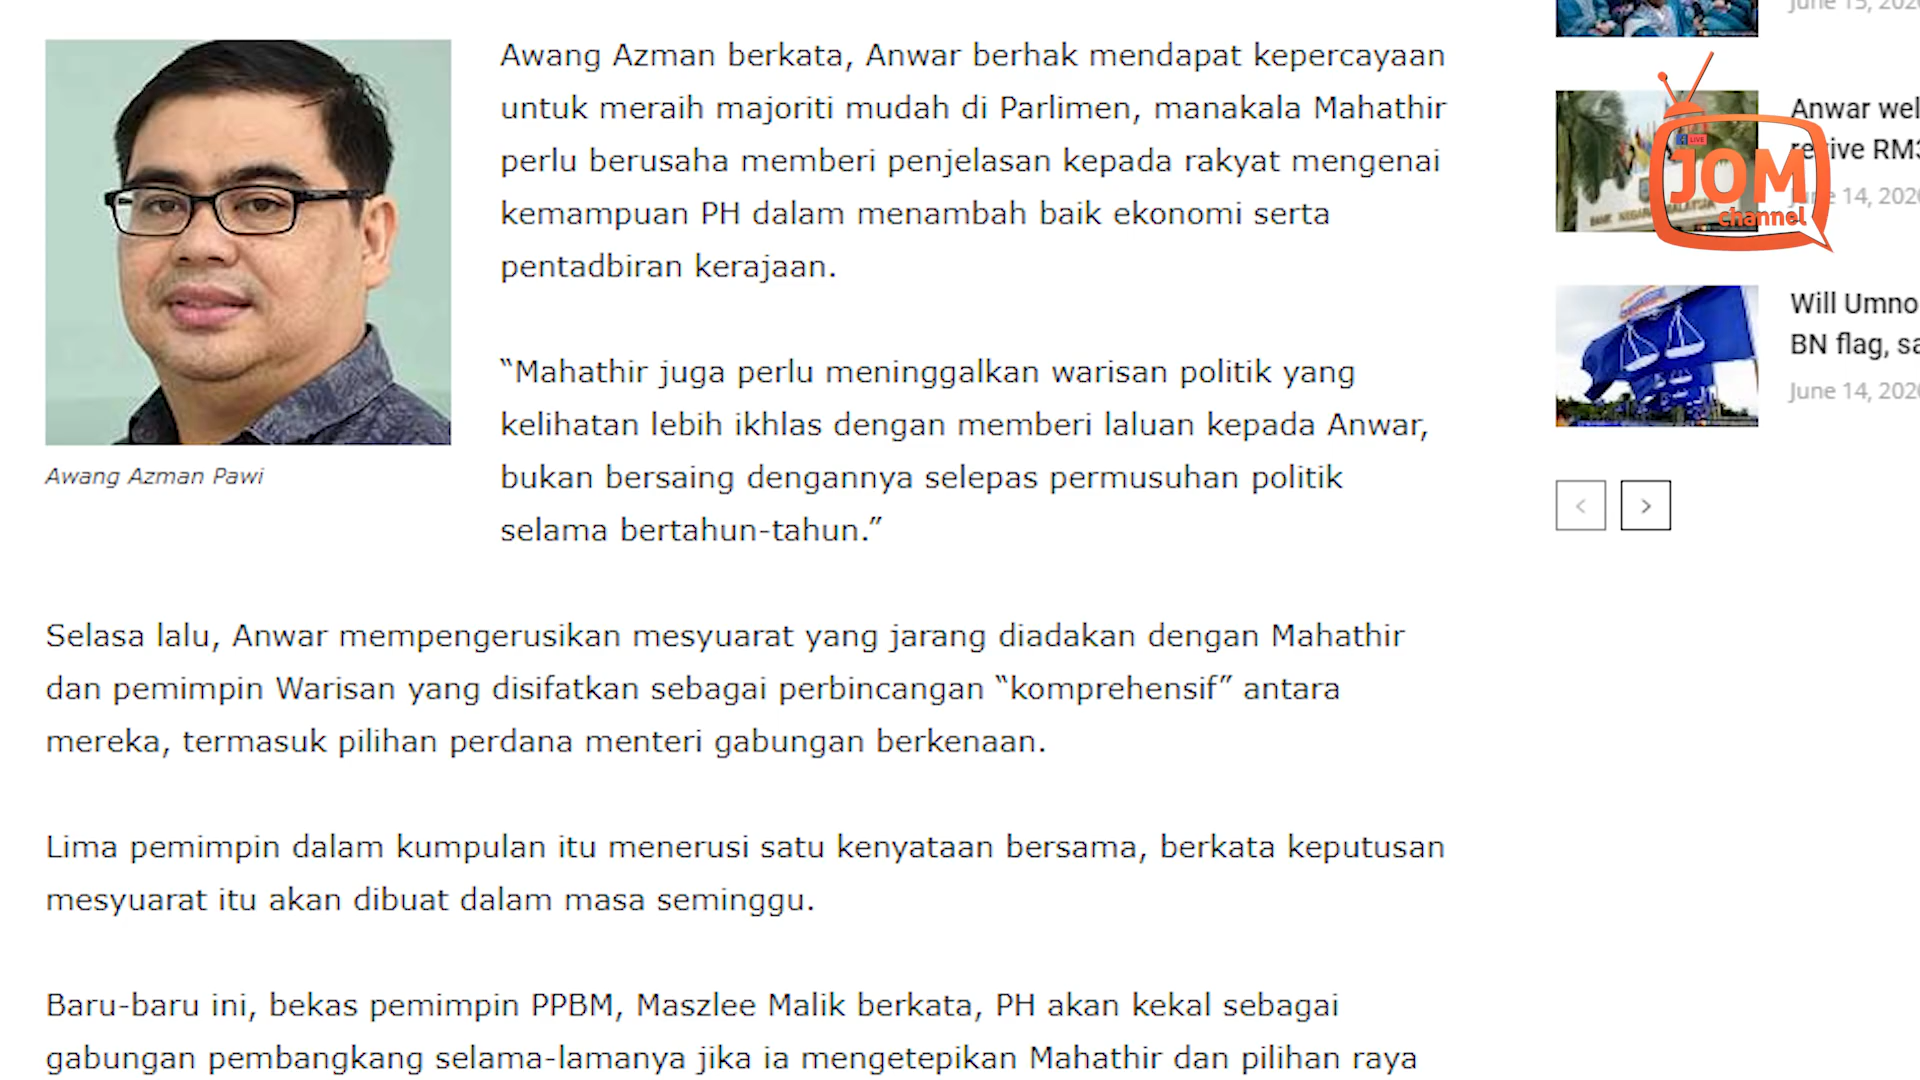 Awang Azman berkata, Anwar berhak mendapat kepercayaan
untuk meraih majoriti mudah di Parlimen, manakala Mahathir
perlu berusaha memberi penjelasan kepada rakyat mengenai
kemampuan PH dalam menambah baik ekonomi serta
pentadbiran kerajaan.
“Mahathir juga perlu meninggalkan warisan politik yang
kelihatan lebih ikhlas dengan memberi laluan kepada Anwar,
bukan bersaing dengannya selepas permusuhan politik
selama bertahun-tahun.”
Awang Azman Pawi
Selasa lalu, Anwar mempengerusikan mesyuarat yang jarang diadakan dengan Mahathir
dan pemimpin Warisan yang disifatkan sebagai perbincangan “komprehensif” antara
mereka, termasuk pilihan perdana menteri gabungan berkenaan.
Lima pemimpin dalam kumpulan itu menerusi satu kenyataan bersama, berkata keputusan
mesyuarat itu akan dibuat dalam masa seminggu.
Baru-baru ini, bekas pemimpin PPBM, Maszlee Malik berkata, PH akan kekal sebagai
gabungan pembangkang selama-lamanya jika ia mengetepikan Mahathir dan pilihan raya
June 15,
Anwar
RM3
14,
LIVE
JOM
channel
Will Umno
BN flag,
June 14,